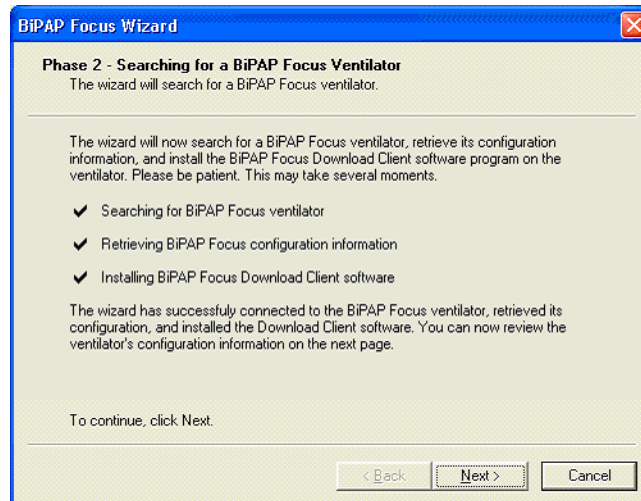 BiPAP Focus Wizard
Phase 2 - Searching for a BiPAP Focus Ventilator
The wizard will search for a BiPAP Focus ventilator.
The wizard will now search for a BiPAP Focus ventilator, retrieve its configuration
information, and install the BiPAP Focus Download Client software program on the
ventilator. Please be patient. This may take several moments.
Searching for BiPAP Focus ventilator
Retrieving BiPAP Focus configuration information
Installing BiPAP Focus Download Client software
The wizard has successfuly connected to the BiPAP Focus ventilator, retrieved its
configuration, and installed the Download Client software. You can now review the
ventilator's configuration information on the next page.
To continue, click Next.
< Back Next > Cancel